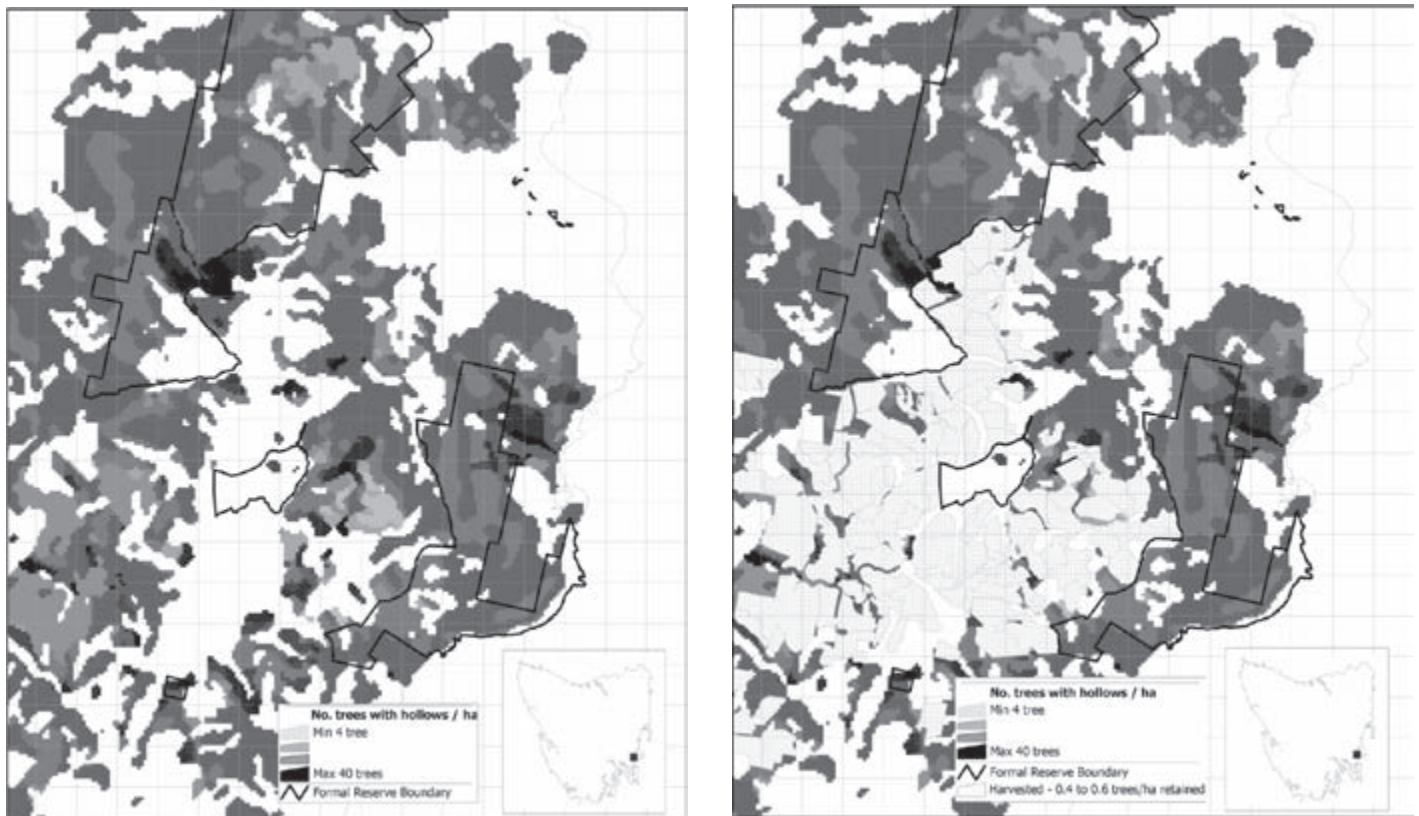 No. trees with hollows / ha
Min 4 tree
Max 40 trees
Formal Reserve Boundary
No. trees with hollows / ha
Min 4 tree
Max 40 trees
Formal Reserve Boundary
Harvested - 0.4 to 0.6 trees/ha retained